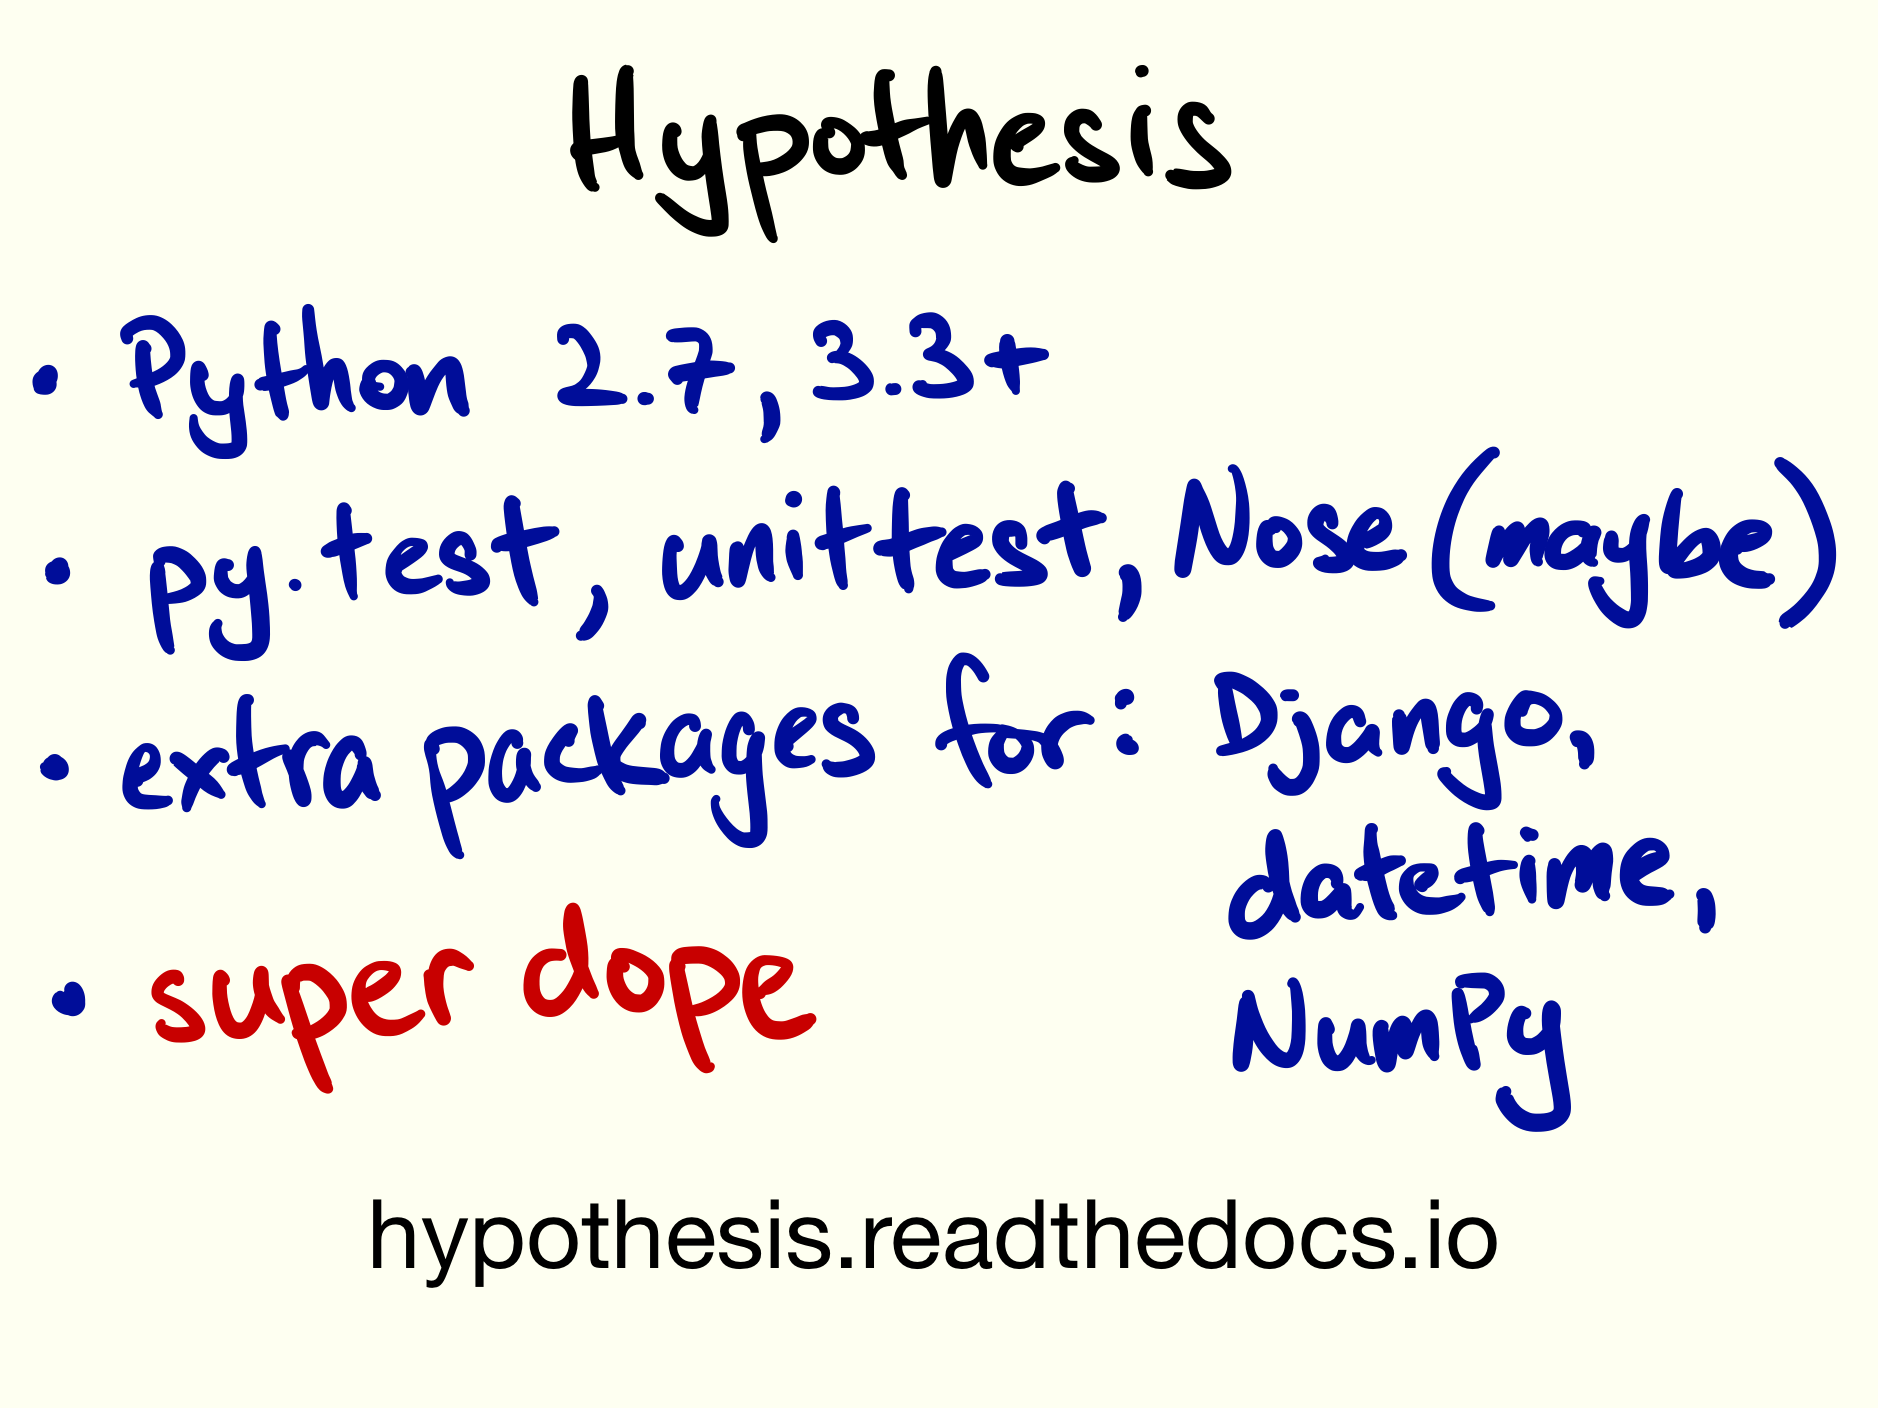 Hypothesis
• Python 2.7, 3.3+
• py.test, unittest, Nose (maybe)
• extra packages for: Django,
datetime,
NumPy
• super dope
hypothesis.readthedocs.io